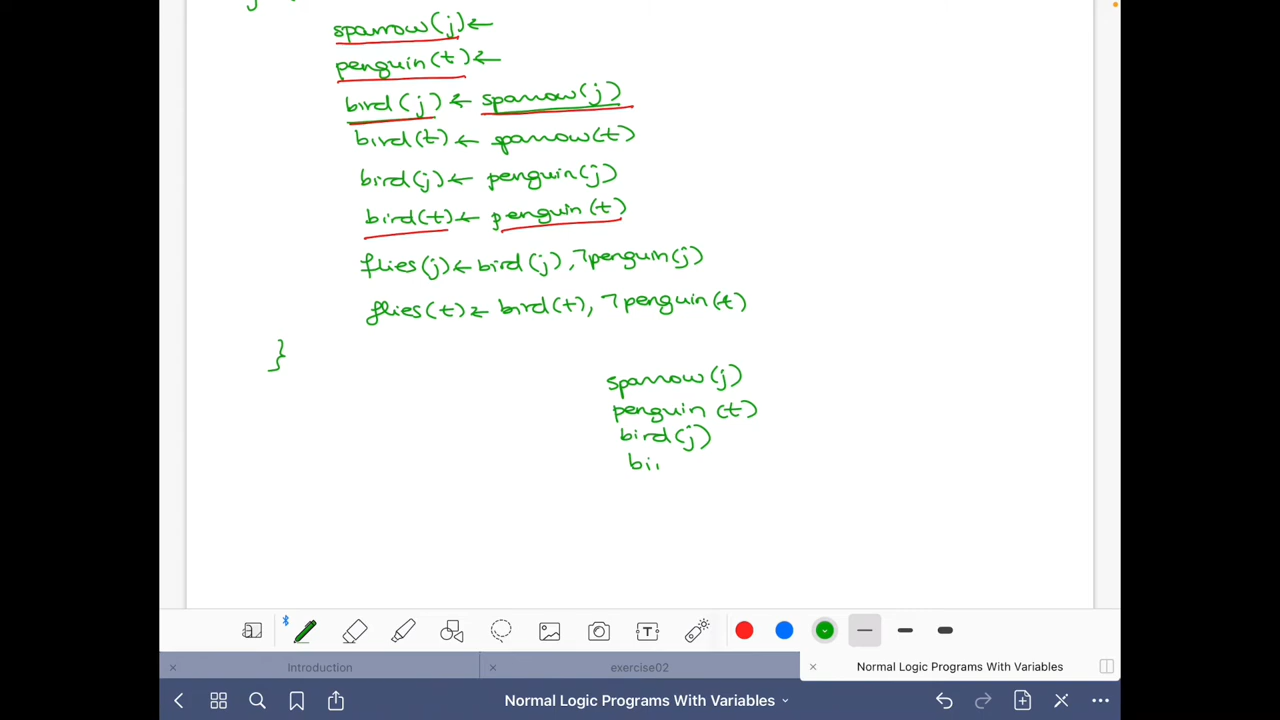 sparrow(j)←
penguin(t)←
bird(j)← sparrow(j)
bird(t)← sparrow(t)
bird(j)← penguin(j)
bird(t)← penguin(t)
flies(j)← bird(j),¬penguin(j)
flies(t)← bird(t), ¬penguin(t)
}
sparrow(j)
penguin(t)
bird(j)
bir
Introduction
exercise02
Normal Logic Programs With Variables
Normal Logic Programs With Variables